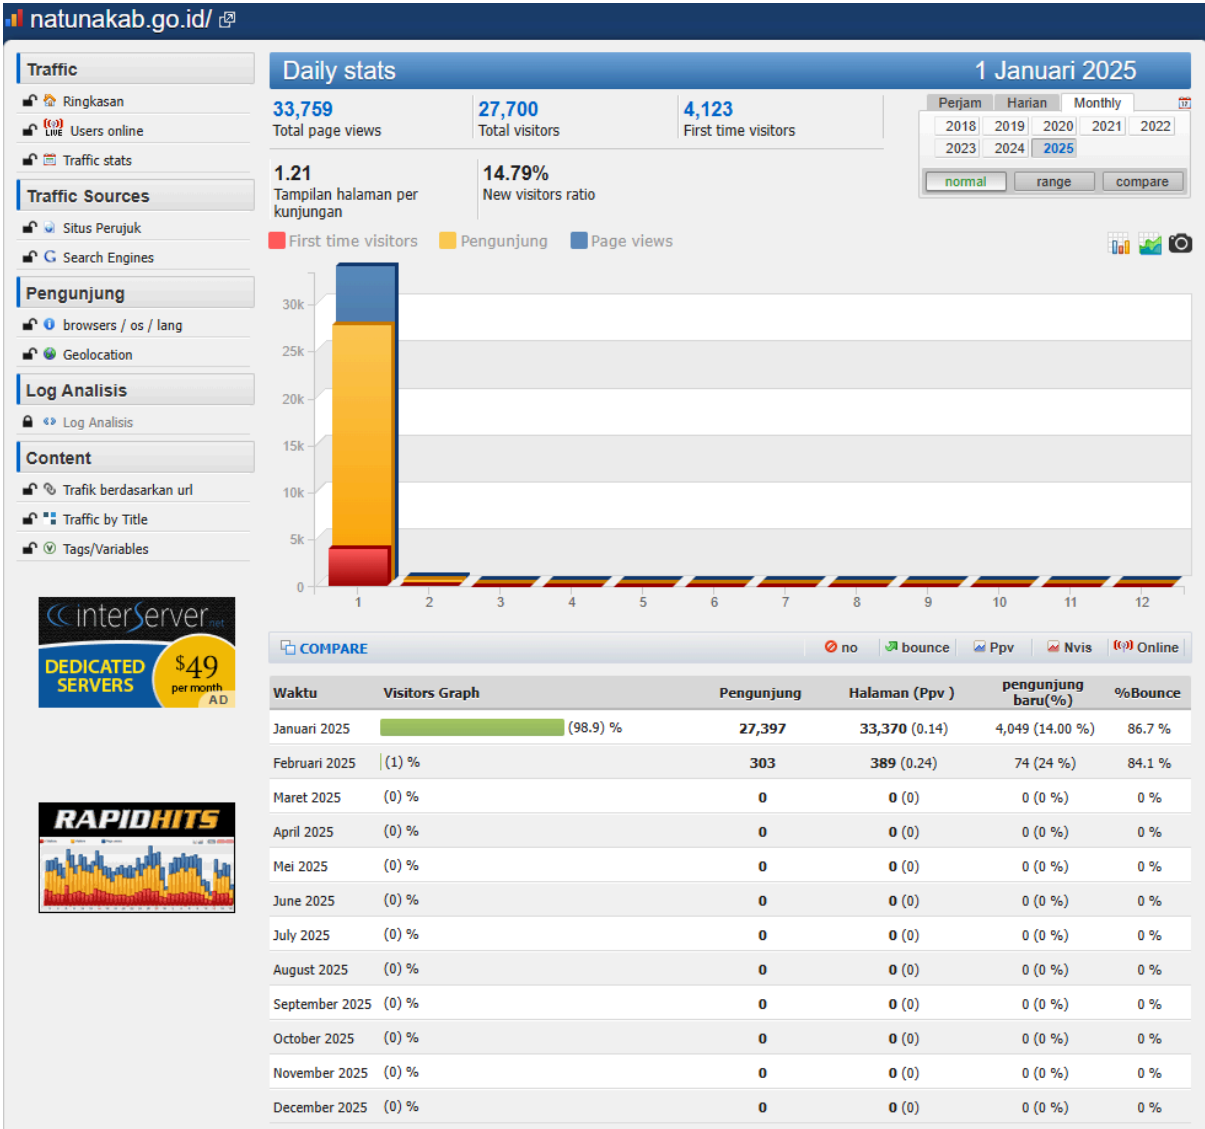 natunakab.go.id/
Traffic
Ringkasan
Users online
Traffic stats
Traffic Sources
Situs Perujuk
Search Engines
Pengunjung
browsers / os / lang
Geolocation
Log Analisis
Log Analisis
Content
Trafik berdasarkan url
Traffic by Title
Tags/Variables
interServer.net
DEDICATED
SERVERS
$49
per month
AD
RAPIDHITS
Daily stats 1 Januari 2025
33,759
Total page views
27,700
Total visitors
4,123
First time visitors
1.21
Tampilan halaman per
kunjungan
14.79%
New visitors ratio
Perjam Harian Monthly
2018 2019 2020 2021 2022
2023 2024 2025
normal range compare
First time visitors Pengunjung Page views
30k
25k
20k
15k
10k
5k
0
1 2 3 4 5 6 7 8 9 10 11 12
COMPARE no bounce Ppv Nvis Online
Waktu Visitors Graph Pengunjung Halaman (Ppv ) pengunjung baru(%) %Bounce
Januari 2025 (98.9) % 27,397 33,370 (0.14) 4,049 (14.00 %) 86.7 %
Februari 2025 (1) % 303 389 (0.24) 74 (24 %) 84.1 %
Maret 2025 (0) % 0 0 (0) 0 (0 %) 0 %
April 2025 (0) % 0 0 (0) 0 (0 %) 0 %
Mei 2025 (0) % 0 0 (0) 0 (0 %) 0 %
June 2025 (0) % 0 0 (0) 0 (0 %) 0 %
July 2025 (0) % 0 0 (0) 0 (0 %) 0 %
August 2025 (0) % 0 0 (0) 0 (0 %) 0 %
September 2025 (0) % 0 0 (0) 0 (0 %) 0 %
October 2025 (0) % 0 0 (0) 0 (0 %) 0 %
November 2025 (0) % 0 0 (0) 0 (0 %) 0 %
December 2025 (0) % 0 0 (0) 0 (0 %) 0 %